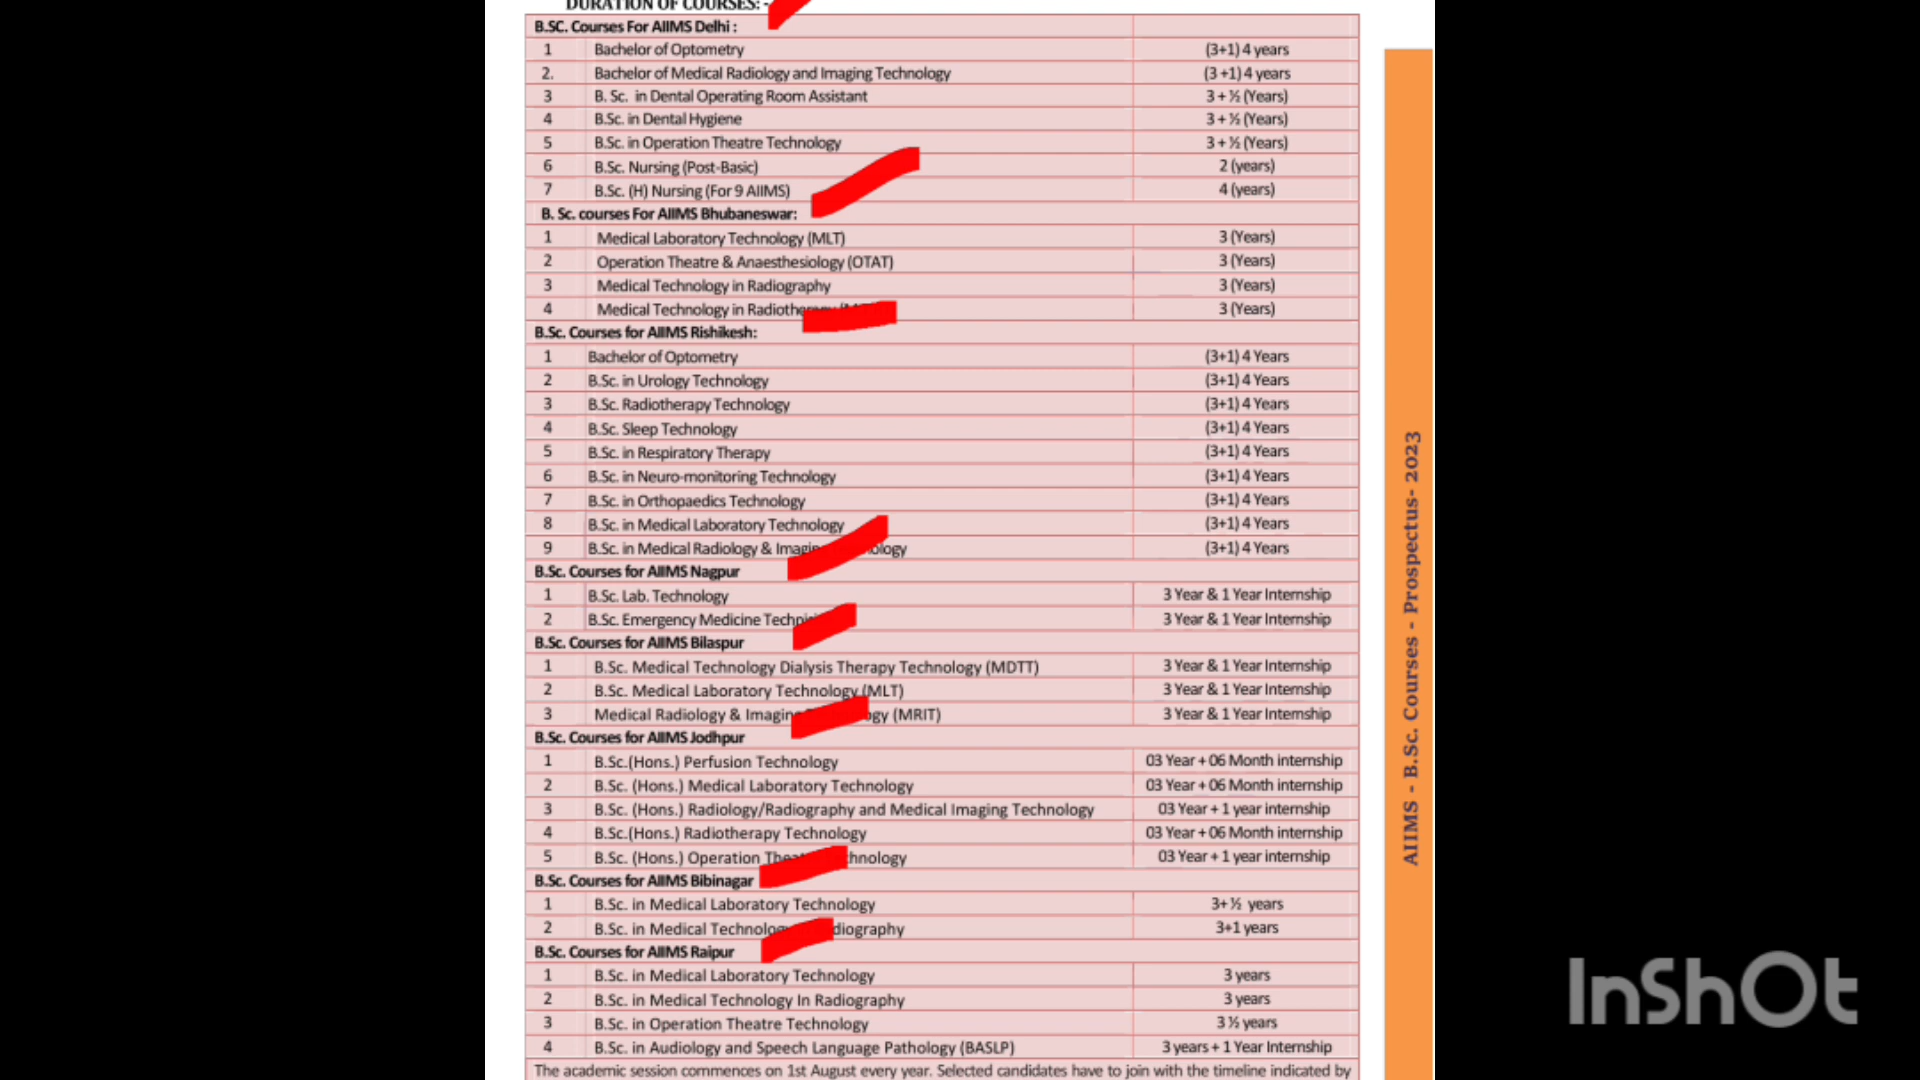 DURATION OF COURSES: -
B.SC. Courses For AIIMS Delhi :
1 Bachelor of Optometry (3+1) 4 years
2. Bachelor of Medical Radiology and Imaging Technology (3 +1) 4 years
3 B. Sc. in Dental Operating Room Assistant 3 + ½ (Years)
4 B.Sc. in Dental Hygiene 3 + ½ (Years)
5 B.Sc. in Operation Theatre Technology 3 + ½ (Years)
6 B.Sc. Nursing (Post-Basic) 2 (years)
7 B.Sc. (H) Nursing (For 9 AIIMS) 4 (years)
B. Sc. courses For AIIMS Bhubaneswar:
1 Medical Laboratory Technology (MLT) 3 (Years)
2 Operation Theatre & Anaesthesiology (OTAT) 3 (Years)
3 Medical Technology in Radiography 3 (Years)
4 Medical Technology in 3 (Years)
B.Sc. Courses for AIIMS Rishikesh:
1 Bachelor of Optometry (3+1) 4 Years
2 B.Sc. in Urology Technology (3+1) 4 Years
3 B.Sc. Radiotherapy Technology (3+1) 4 Years
4 B.Sc. Sleep Technology (3+1) 4 Years
5 B.Sc. in Respiratory Therapy (3+1) 4 Years
6 B.Sc. in Neuro-monitoring Technology (3+1) 4 Years
7 B.Sc. in Orthopaedics Technology (3+1) 4 Years
8 B.Sc. in Medical Laboratory Technology (3+1) 4 Years
9 B.Sc. in Medical Radiology & (3+1) 4 Years
B.Sc. Courses for AIIMS Nagpur
1 B.Sc. Lab. Technology 3 Year & 1 Year Internship
2 B.Sc. Emergency Medicine 3 Year & 1 Year Internship
B.Sc. Courses for AIIMS Bilaspur
1 B.Sc. Medical Technology Dialysis Therapy Technology (MDTT) 3 Year & 1 Year Internship
2 B.Sc. Medical Laboratory Technology (MLT) 3 Year & 1 Year Internship
3 Medical Radiology & (MRIT) 3 Year & 1 Year Internship
B.Sc. Courses for AIIMS Jodhpur
1 B.Sc.(Hons.) Perfusion Technology 03 Year + 06 Month internship
2 B.Sc. (Hons.) Medical Laboratory Technology 03 Year + 06 Month internship
3 B.Sc. (Hons.) Radiology/Radiography and Medical Imaging Technology 03 Year + 1 year internship
4 B.Sc.(Hons.) Radiotherapy Technology 03 Year + 06 Month internship
5 B.Sc. (Hons.) Operation 03 Year + 1 year internship
B.Sc. Courses for AIIMS Bibinagar
1 B.Sc. in Medical Laboratory Technology 3+ ½ years
2 B.Sc. in Medical 3+1 years
B.Sc. Courses for AIIMS Raipur
1 B.Sc. in Medical Laboratory Technology 3 years
2 B.Sc. in Medical Technology In Radiography 3 years
3 B.Sc. in Operation Theatre Technology 3 ½ years
4 B.Sc. in Audiology and Speech Language Pathology (BASLP) 3 years + 1 Year Internship
The academic session commences on 1st August every year. Selected candidates have to join with the timeline indicated by
AIIMS - B.Sc. Courses - Prospectus- 2023
InShOt